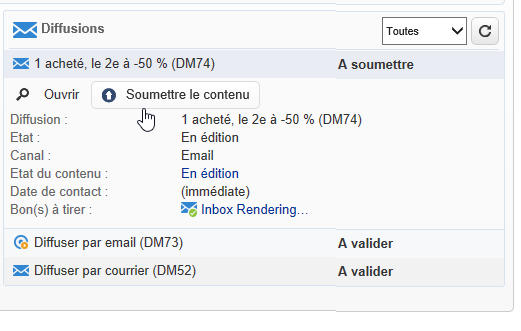 Diffusions Toutes
1 acheté, le 2e à -50 % (DM74) A soumettre
Ouvrir Soumettre le contenu
Diffusion : 1 acheté, le 2e à -50 % (DM74)
Etat : En édition
Canal : Email
Etat du contenu : En édition
Date de contact : (immédiate)
Bon(s) à tirer : Inbox Rendering...
Diffuser par email (DM73) A valider
Diffuser par courrier (DM52) A valider